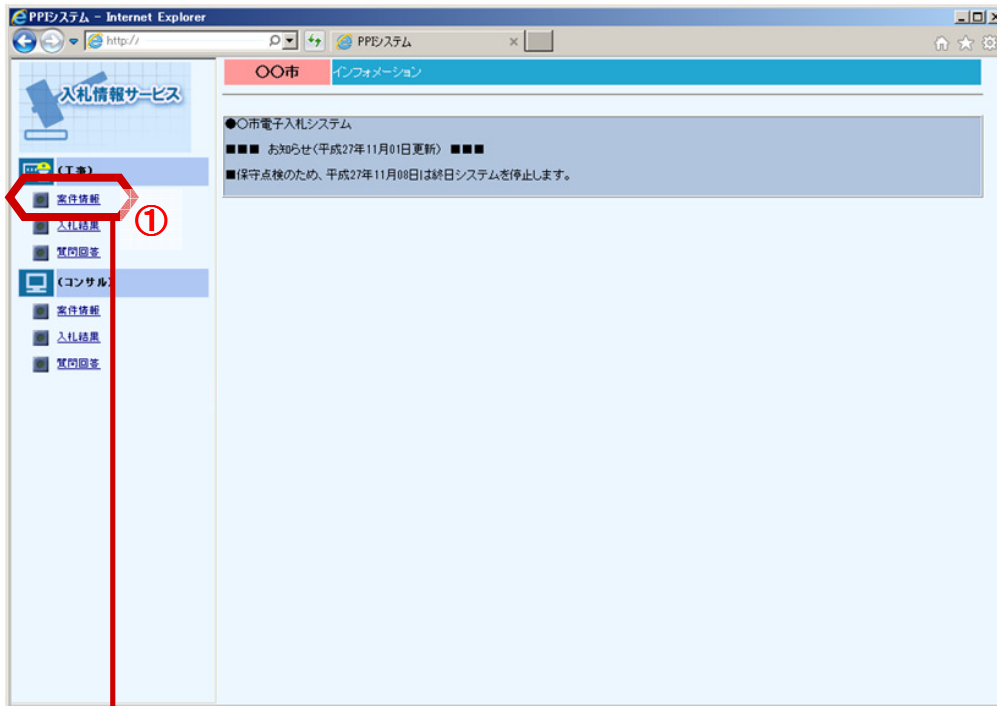 PPIシステム - Internet Explorer
http://
PPIシステム
入札情報サービス
〇〇市
インフォメーション
●〇市電子入札システム
■■■ お知らせ(平成27年11月01日更新) ■■■
■保守点検のため、平成27年11月08日は終日システムを停止します。
(工事)
案件情報
①
入札結果
質問回答
(コンサル)
案件情報
入札結果
質問回答